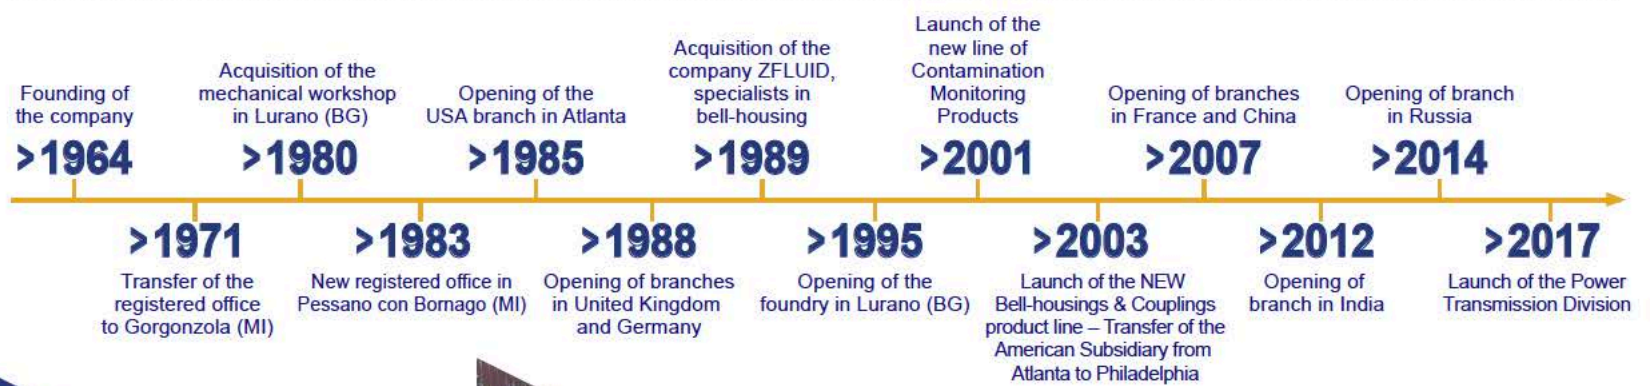 Founding of
the company
>1964
Transfer of the
registered office
to Gorgonzola (MI)
>1971
Acquisition of the
mechanical workshop
in Lurano (BG)
>1980
New registered office in
Pessano con Bornago (MI)
>1983
Opening of the
USA branch in Atlanta
>1985
Opening of branches
in United Kingdom
and Germany
>1988
Acquisition of the
company ZFLUID,
specialists in
bell-housing
>1989
Opening of the
foundry in Lurano (BG)
>1995
Launch of the
new line of
Contamination
Monitoring
Products
>2001
Launch of the NEW
Bell-housings & Couplings
product line – Transfer of the
American Subsidiary from
Atlanta to Philadelphia
>2003
Opening of branches
in France and China
>2007
Opening of
branch in India
>2012
Opening of branch
in Russia
>2014
Launch of the Power
Transmission Division
>2017